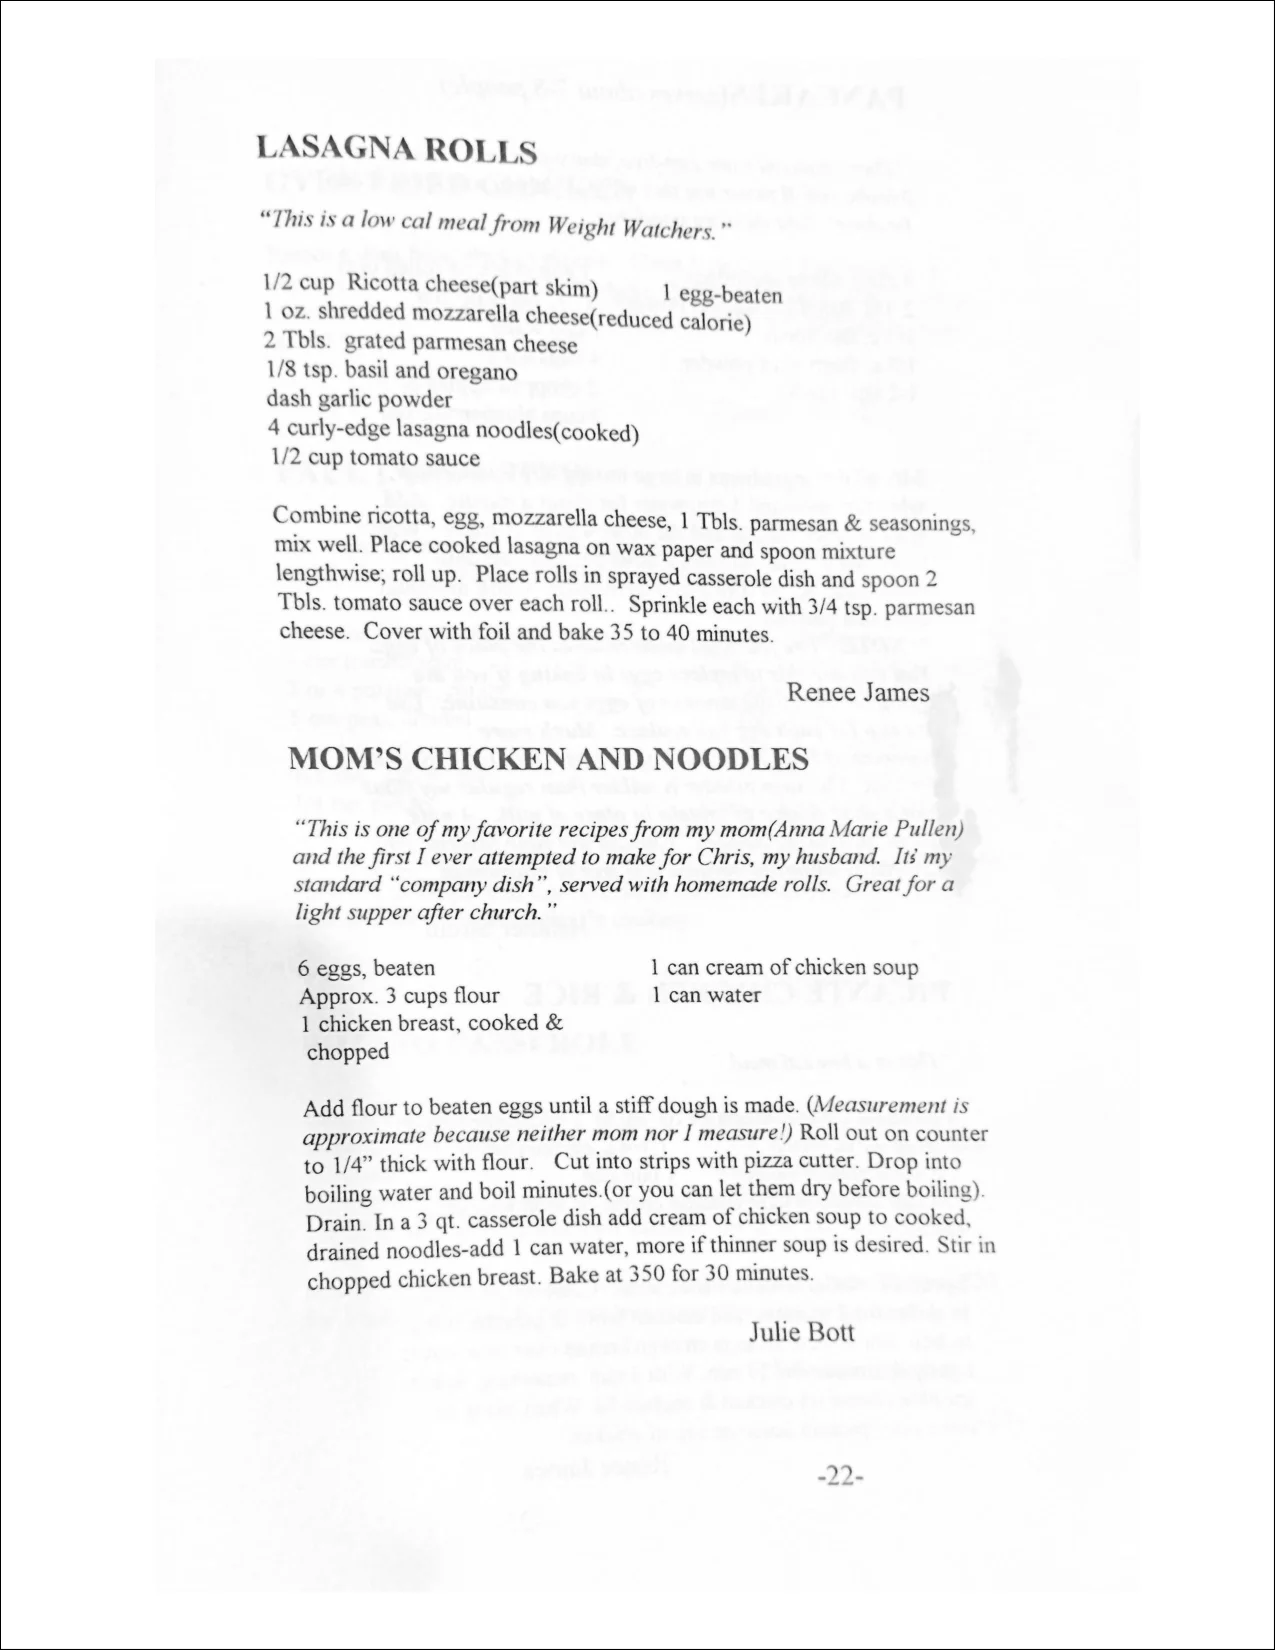 LASAGNA ROLLS
"This is a low cal meal from Weight Watchers."
1/2 cup Ricotta cheese(part skim) 1 egg-beaten
1 oz. shredded mozzarella cheese(reduced calorie)
2 Tbls. grated parmesan cheese
1/8 tsp. basil and oregano
dash garlic powder
4 curly-edge lasagna noodles(cooked)
1/2 cup tomato sauce
Combine ricotta, egg, mozzarella cheese, 1 Tbls. parmesan & seasonings,
mix well. Place cooked lasagna on wax paper and spoon mixture
lengthwise; roll up. Place rolls in sprayed casserole dish and spoon 2
Tbls. tomato sauce over each roll.. Sprinkle each with 3/4 tsp. parmesan
cheese. Cover with foil and bake 35 to 40 minutes.
Renee James
MOM'S CHICKEN AND NOODLES
"This is one of my favorite recipes from my mom(Anna Marie Pullen)
and the first I ever attempted to make for Chris, my husband. Its' my
standard "company dish", served with homemade rolls. Great for a
light supper after church."
6 eggs, beaten 1 can cream of chicken soup
Approx. 3 cups flour 1 can water
1 chicken breast, cooked &
chopped
Add flour to beaten eggs until a stiff dough is made. (Measurement is
approximate because neither mom nor I measure!) Roll out on counter
to 1/4" thick with flour. Cut into strips with pizza cutter. Drop into
boiling water and boil minutes.(or you can let them dry before boiling).
Drain. In a 3 qt. casserole dish add cream of chicken soup to cooked,
drained noodles-add 1 can water, more if thinner soup is desired. Stir in
chopped chicken breast. Bake at 350 for 30 minutes.
Julie Bott
-22-